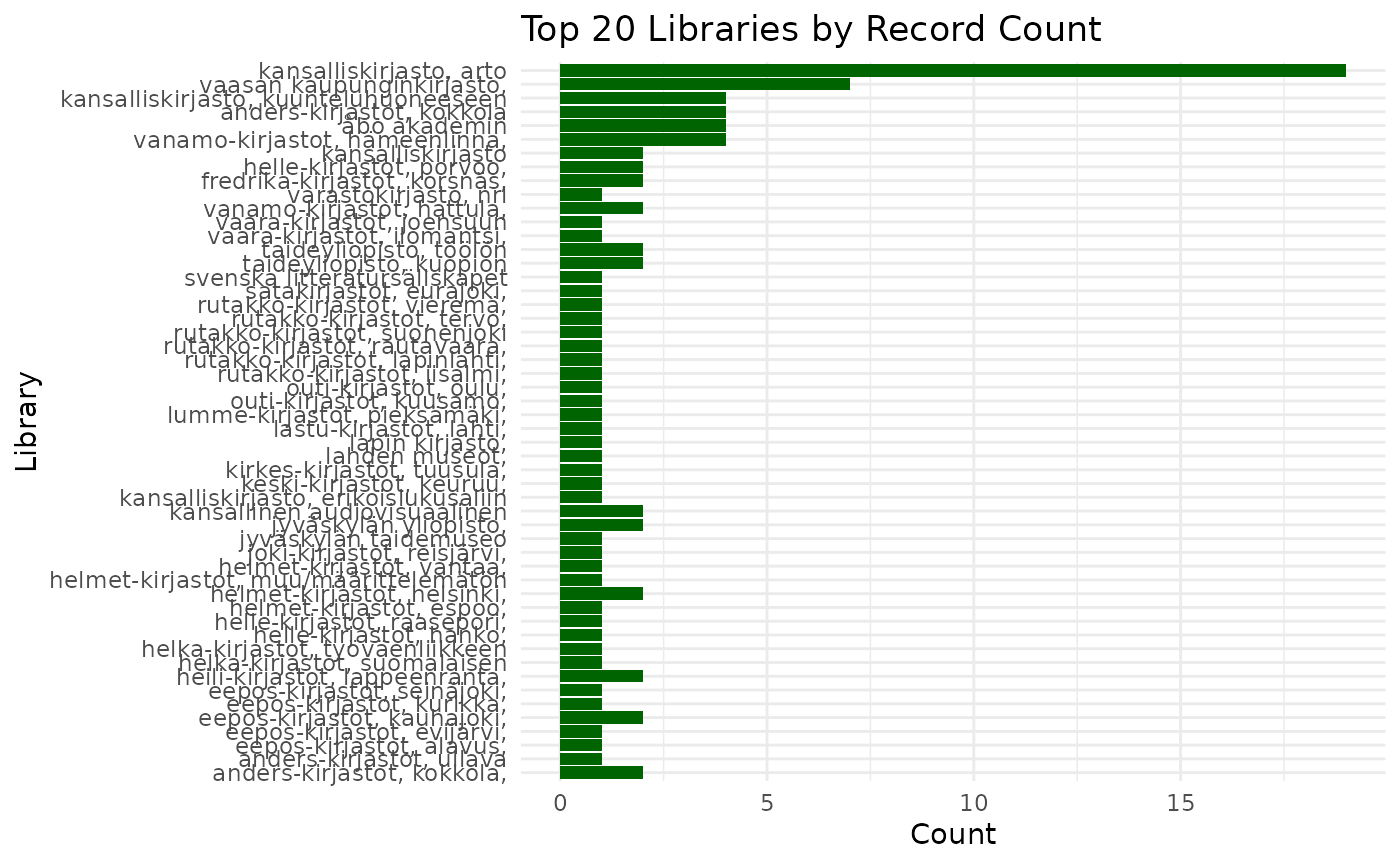 Top 20 Libraries by Record Count
kansalliskirjasto, arto
vaasan kaupunginkirjasto,
kansalliskirjasto, kuunteluhuoneeseen
anders-kirjastot, kokkola
åbo akademin
vanamo-kirjastot, hämeenlinna,
kansalliskirjasto
helle-kirjastot, porvoo,
fredrika-kirjastot, korsnäs,
varastokirjasto, nrl
vanamo-kirjastot, hattula,
vaara-kirjastot, joensuun
vaara-kirjastot, ilomantsi,
taideyliopisto, töölön
taideyliopisto, kuopion
svenska litteratursällskapet
satakirjastot, eurajoki,
rutakko-kirjastot, vieremä,
rutakko-kirjastot, tervo,
rutakko-kirjastot, suonenjoki
rutakko-kirjastot, rautavaara,
rutakko-kirjastot, lapinlahti,
rutakko-kirjastot, iisalmi,
outi-kirjastot, oulu,
outi-kirjastot, kuusamo,
lumme-kirjastot, pieksämäki,
lastu-kirjastot, lahti,
lapin kirjasto,
lahden museot,
kirkes-kirjastot, tuusula,
keski-kirjastot, keuruu,
kansalliskirjasto, erikoislukusaliin
kansallinen audiovisuaalinen
jyväskylän yliopisto,
jyväskylän taidemuseo
joki-kirjastot, reisjärvi,
helmet-kirjastot, vantaa,
helmet-kirjastot, muu/määrittelemätön
helmet-kirjastot, helsinki,
helmet-kirjastot, espoo,
helle-kirjastot, raasepori,
helle-kirjastot, hanko,
helka-kirjastot, työväenliikkeen
helka-kirjastot, suomalaisen
heili-kirjastot, lappeenranta,
eepos-kirjastot, seinäjoki,
eepos-kirjastot, kurikka,
eepos-kirjastot, kauhajoki,
eepos-kirjastot, evijärvi,
eepos-kirjastot, alavus,
anders-kirjastot, ullava
anders-kirjastot, kokkola,
Library
0 5 10 15
Count